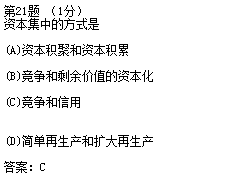 第21题 （1分）
资本集中的方式是
(A)资本积聚和资本积累
(B)竞争和剩余价值的资本化
(C)竞争和信用
(D)简单再生产和扩大再生产
答案：C